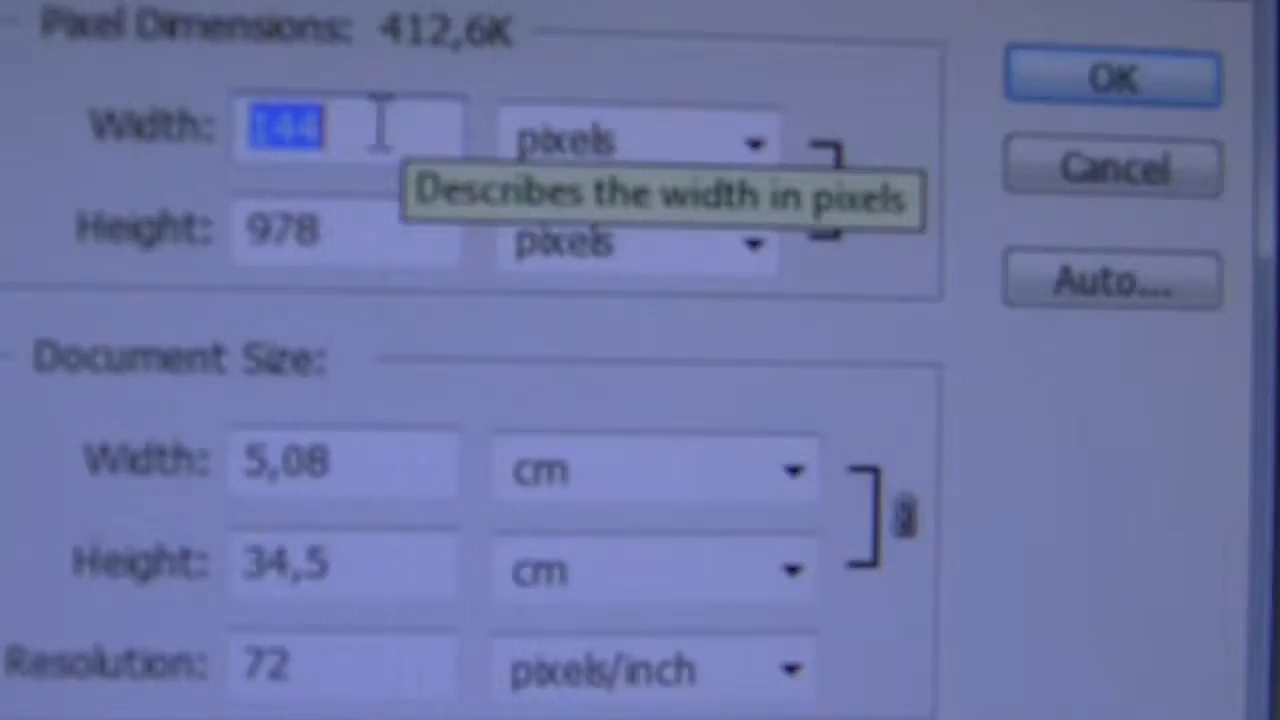 Pixel Dimensions: 412,6K
Width: 144 pixels
Describes the width in pixels
Height: 978 pixels
OK
Cancel
Auto...
Document Size:
Width: 5,08 cm
Height: 34,5 cm
Resolution: 72 pixels/inch